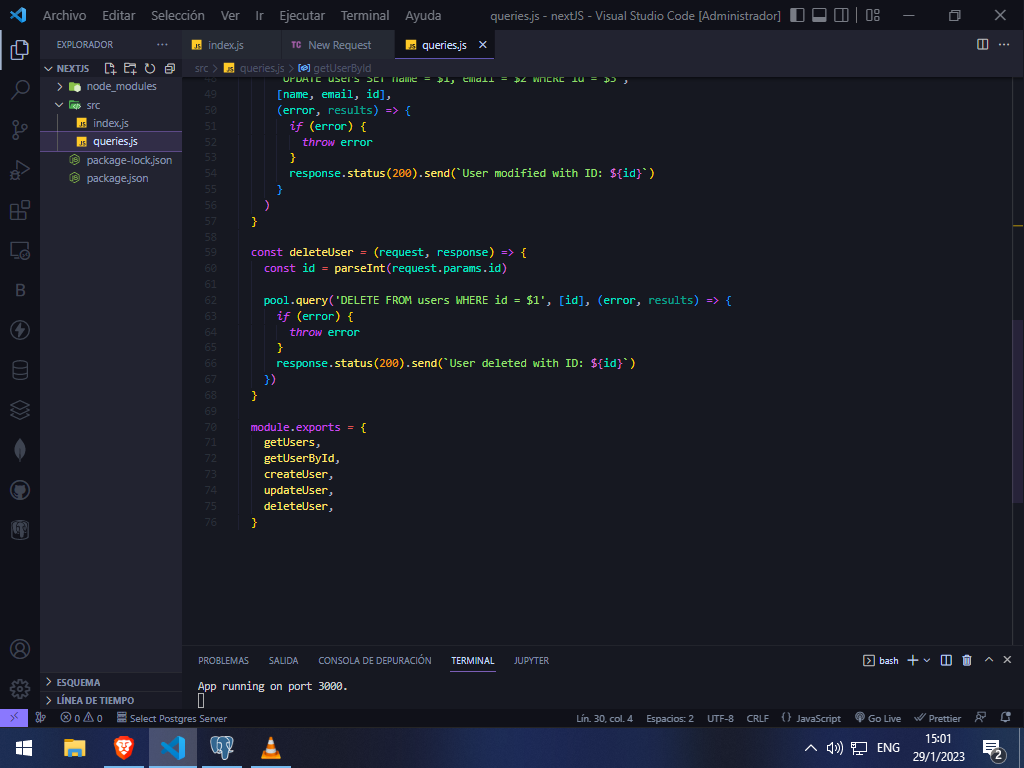 Archivo Editar Selección Ver Ir Ejecutar Terminal Ayuda queries.js - nextJS - Visual Studio Code [Administrador]
EXPLORADOR ···
JS index.js TC New Request JS queries.js
NEXTJS
src > JS queries.js > getUserById
node_modules
src
JS index.js
JS queries.js
package-lock.json
package.json
48 "UPDATE users SET name = $1, email = $2 WHERE id = $3",
49 [name, email, id],
50 (error, results) => {
51 if (error) {
52 throw error
53 }
54 response.status(200).send(`User modified with ID: ${id}`)
55 }
56 )
57 }
58
59 const deleteUser = (request, response) => {
60 const id = parseInt(request.params.id)
61
62 pool.query('DELETE FROM users WHERE id = $1', [id], (error, results) => {
63 if (error) {
64 throw error
65 }
66 response.status(200).send(`User deleted with ID: ${id}`)
67 })
68 }
69
70 module.exports = {
71 getUsers,
72 getUserById,
73 createUser,
74 updateUser,
75 deleteUser,
76 }
B
PROBLEMAS SALIDA CONSOLA DE DEPURACIÓN TERMINAL JUPYTER bash
App running on port 3000.
ESQUEMA
LÍNEA DE TIEMPO
0 0 Select Postgres Server Lín. 30, col. 4 Espacios: 2 UTF-8 CRLF {} JavaScript Go Live Prettier
ENG 15:01
29/1/2023
2